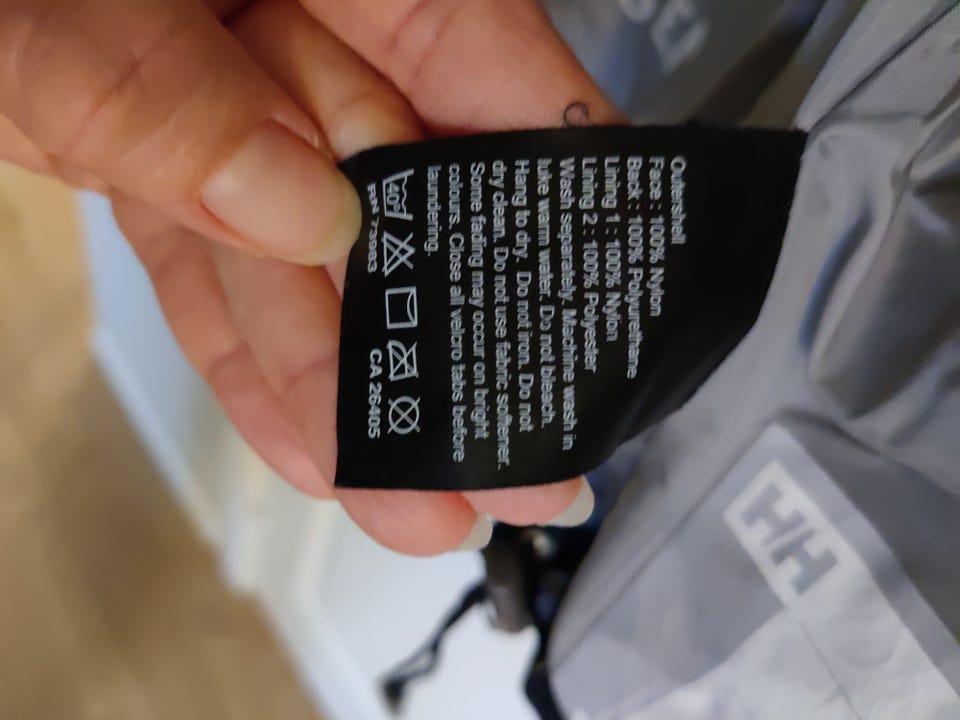 Outershell
Face : 100% Nylon
Back : 100% Polyurethane
Lining 1 : 100% Nylon
Lining 2 : 100% Polyester
Wash separately. Machine wash in
luke warm water. Do not bleach.
Hang to dry. Do not iron. Do not
dry clean. Do not use fabric softener.
Some fading may occur on bright
colours. Close all velcro tabs before
laundering.
40°
CA 26405
HH